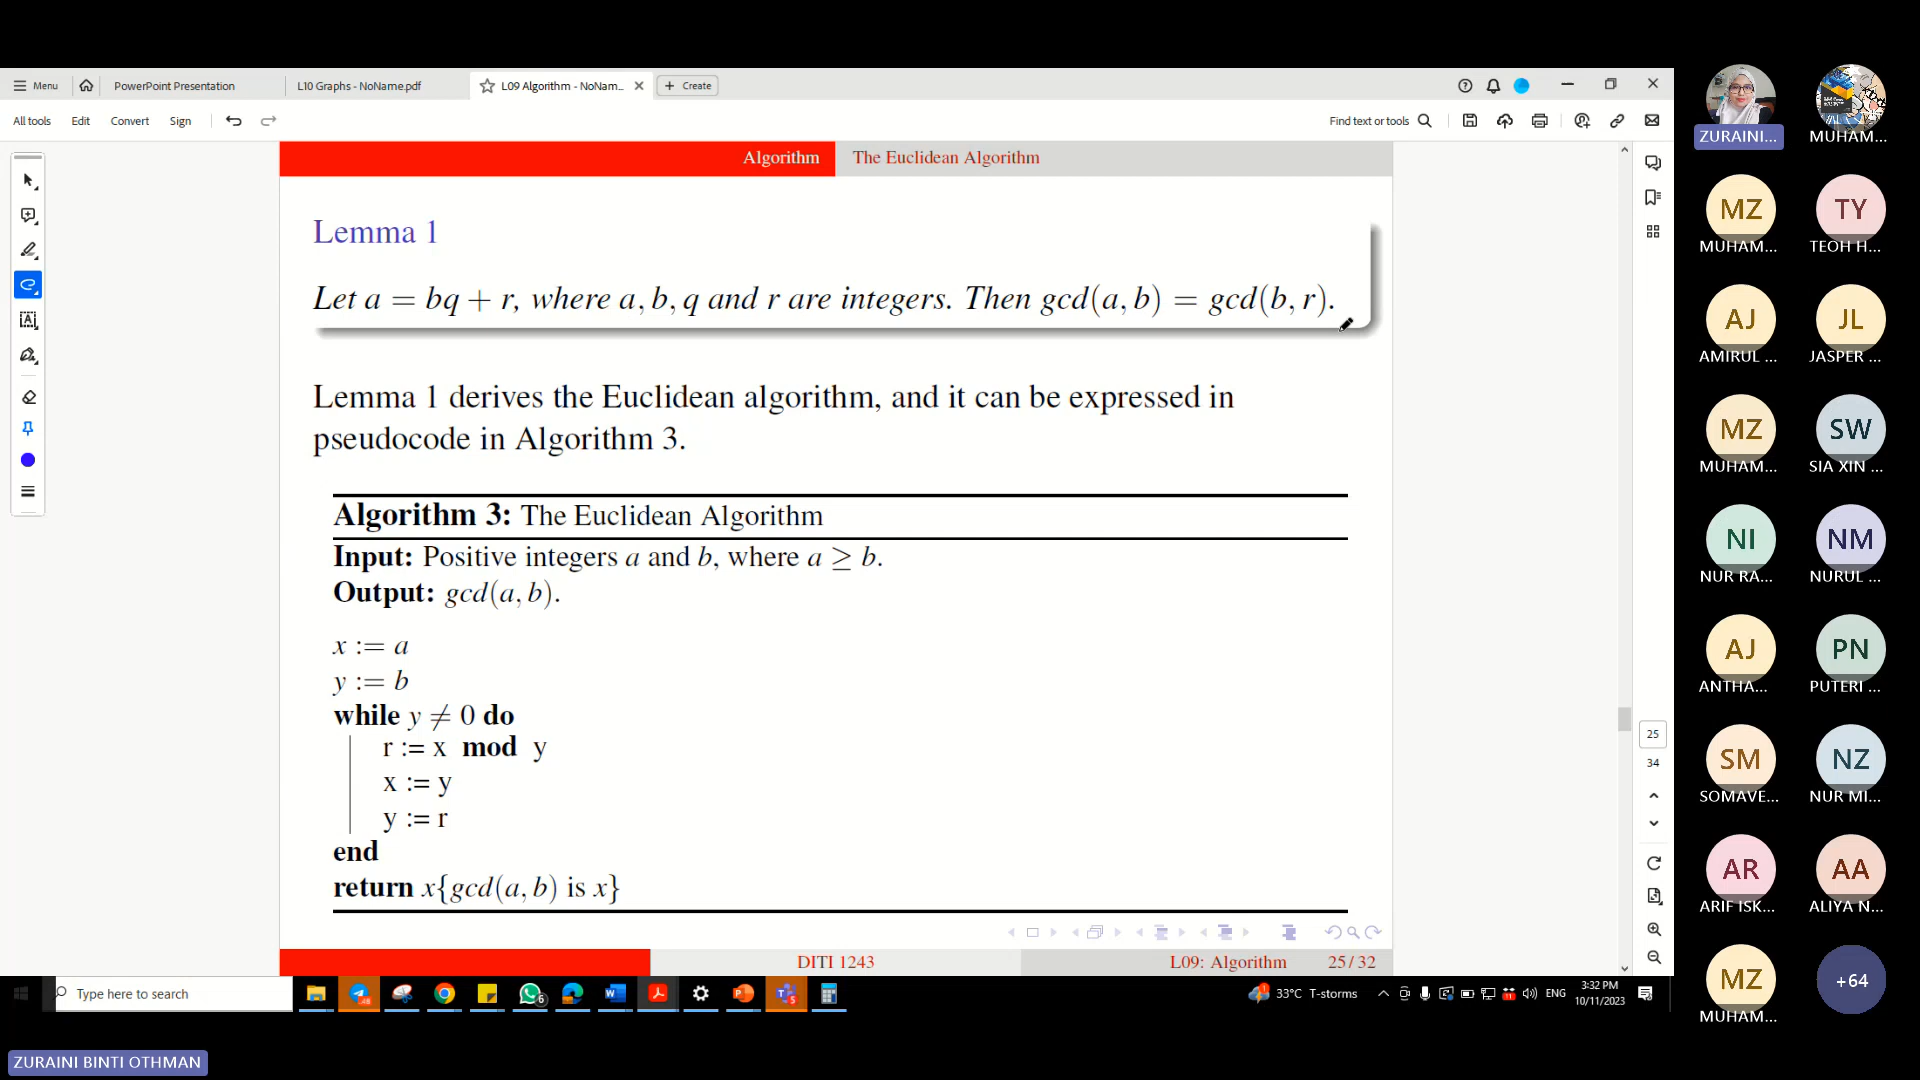 Menu
PowerPoint Presentation
L10 Graphs - NoName.pdf
L09 Algorithm - NoNam...
Create
All tools
Edit
Convert
Sign
Find text or tools
Algorithm
The Euclidean Algorithm
Lemma 1
Let a = bq + r, where a, b, q and r are integers. Then gcd(a, b) = gcd(b, r).
Lemma 1 derives the Euclidean algorithm, and it can be expressed in
pseudocode in Algorithm 3.
Algorithm 3: The Euclidean Algorithm
Input: Positive integers a and b, where a ≥ b.
Output: gcd(a, b).
x := a
y := b
while y ≠ 0 do
r := x mod y
x := y
y := r
end
return x{gcd(a, b) is x}
DITI 1243
L09: Algorithm
25 / 32
25
34
Type here to search
6
33°C T-storms
ENG
3:32 PM
10/11/2023
ZURAINI BINTI OTHMAN
ZURAINI...
MUHAM...
MZ
MUHAM...
TY
TEOH H...
AJ
AMIRUL ...
JL
JASPER ...
MZ
MUHAM...
SW
SIA XIN ...
NI
NUR RA...
NM
NURUL ...
AJ
ANTHA...
PN
PUTERI ...
SM
SOMAVE...
NZ
NUR MI...
AR
ARIF ISK...
AA
ALIYA N...
MZ
MUHAM...
+64